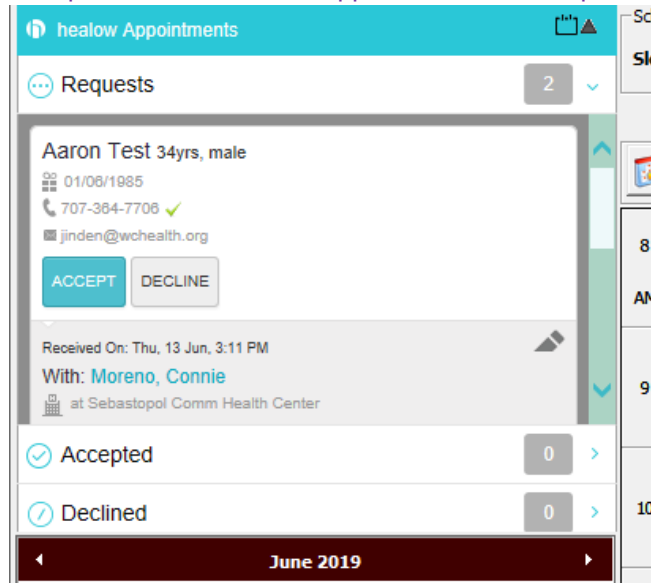 healow Appointments
Sc
Requests 2
Sl
Aaron Test 34yrs, male
01/06/1985
707-364-7706
jinden@wchealth.org
ACCEPT DECLINE
8
AM
Received On: Thu, 13 Jun, 3:11 PM
With: Moreno, Connie
at Sebastopol Comm Health Center
9
Accepted 0
Declined 0
10
June 2019